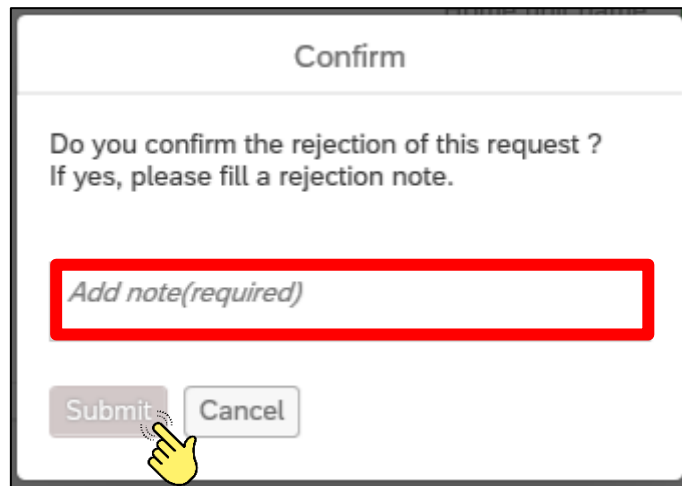 Confirm
Do you confirm the rejection of this request ?
If yes, please fill a rejection note.
Add note(required)
Submit
Cancel